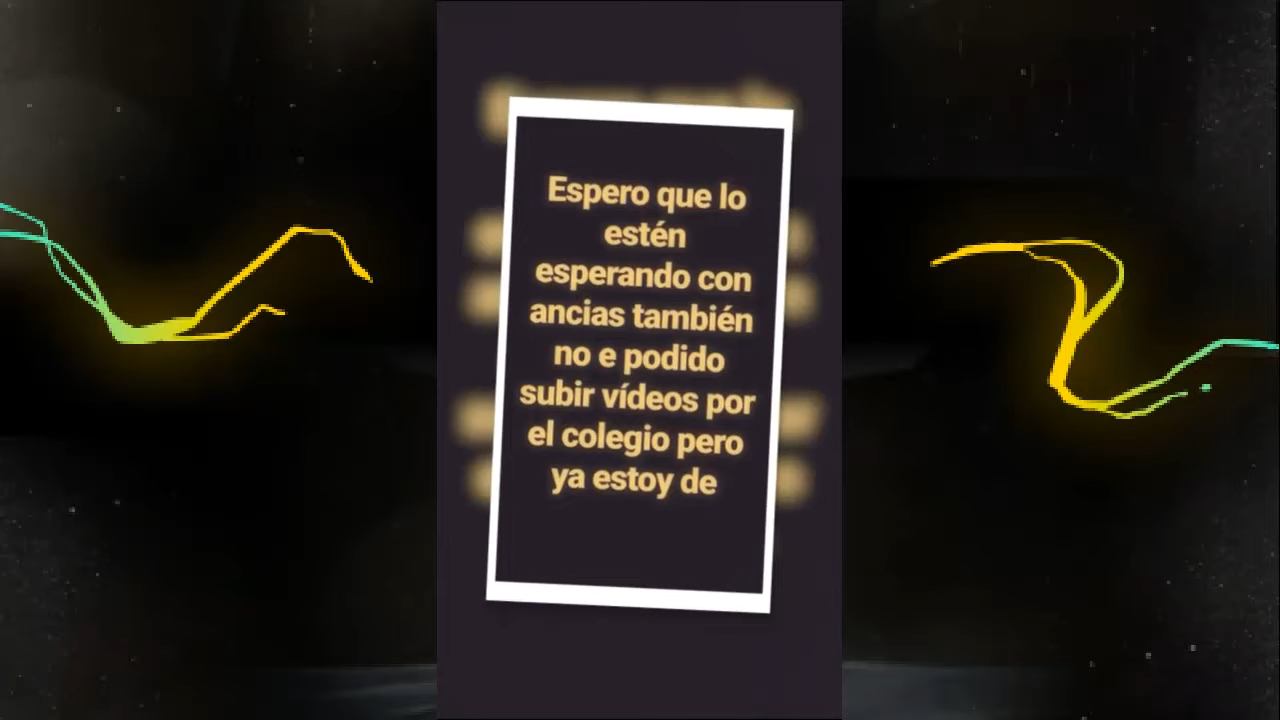 Espero que lo
estén
esperando con
ancias también
no e podido
subir vídeos por
el colegio pero
ya estoy de